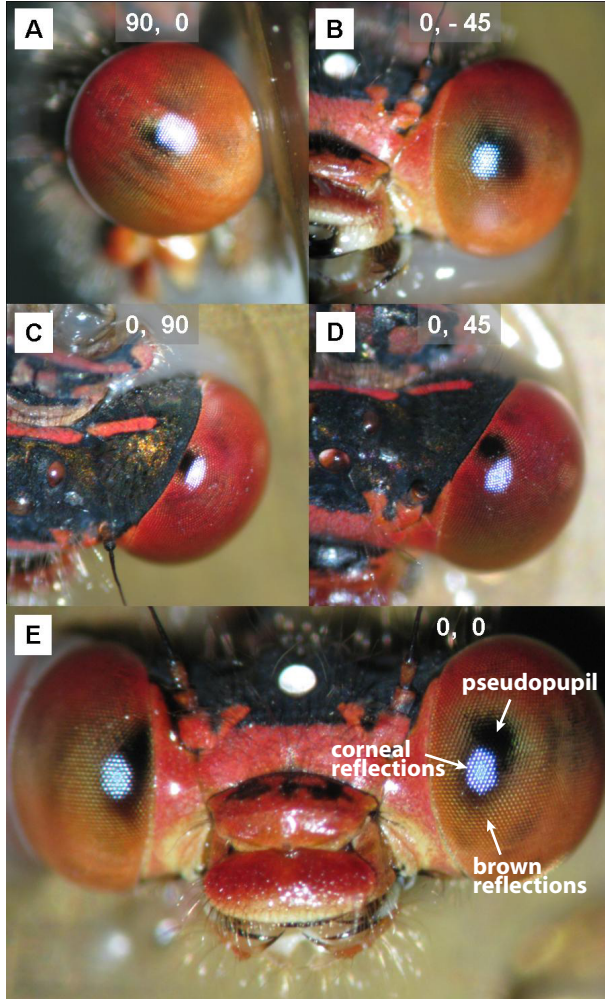 A
90, 0
B
0, - 45
C
0, 90
D
0, 45
E
0, 0
pseudopupil
corneal
reflections
brown
reflections